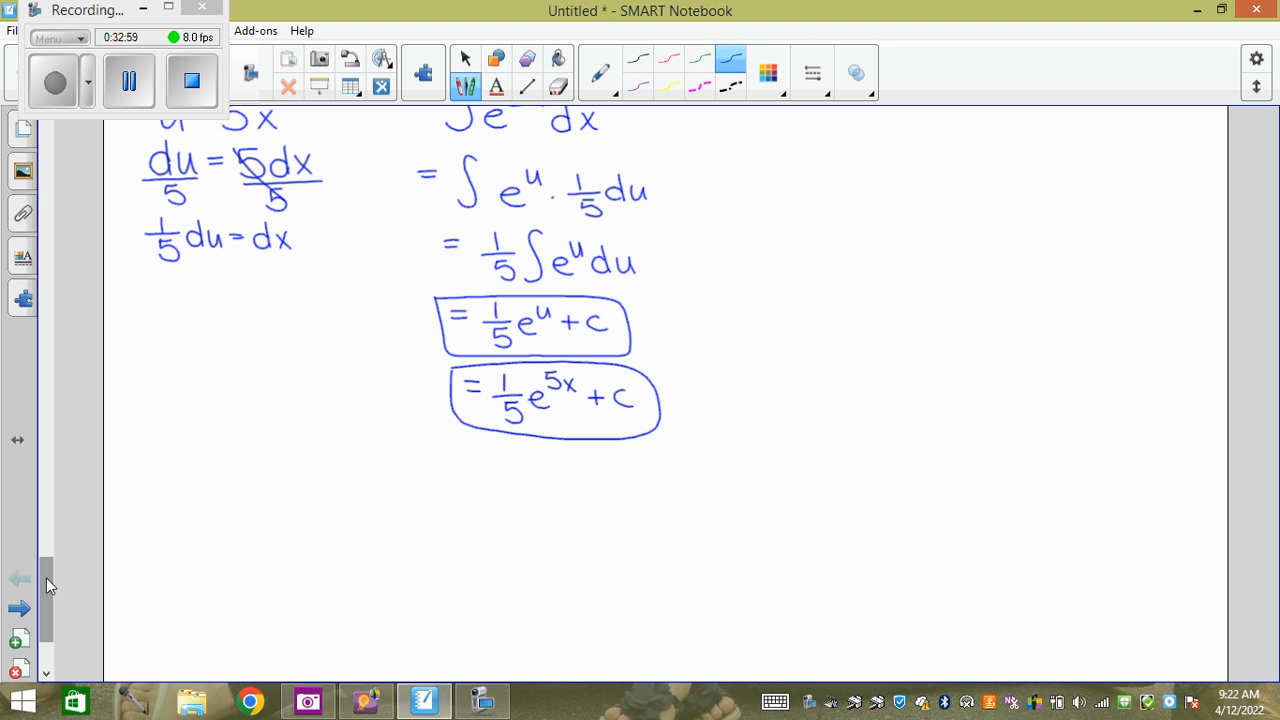 Recording...
Untitled * - SMART Notebook
Menu
0:32:59
8.0 fps
Add-ons Help
= 5x
∫e dx
du/5 = 5dx/5
= ∫ e^u · 1/5 du
1/5 du = dx
= 1/5 ∫e^u du
= 1/5 e^u + c
= 1/5 e^5x + c
9:22 AM
4/12/2022